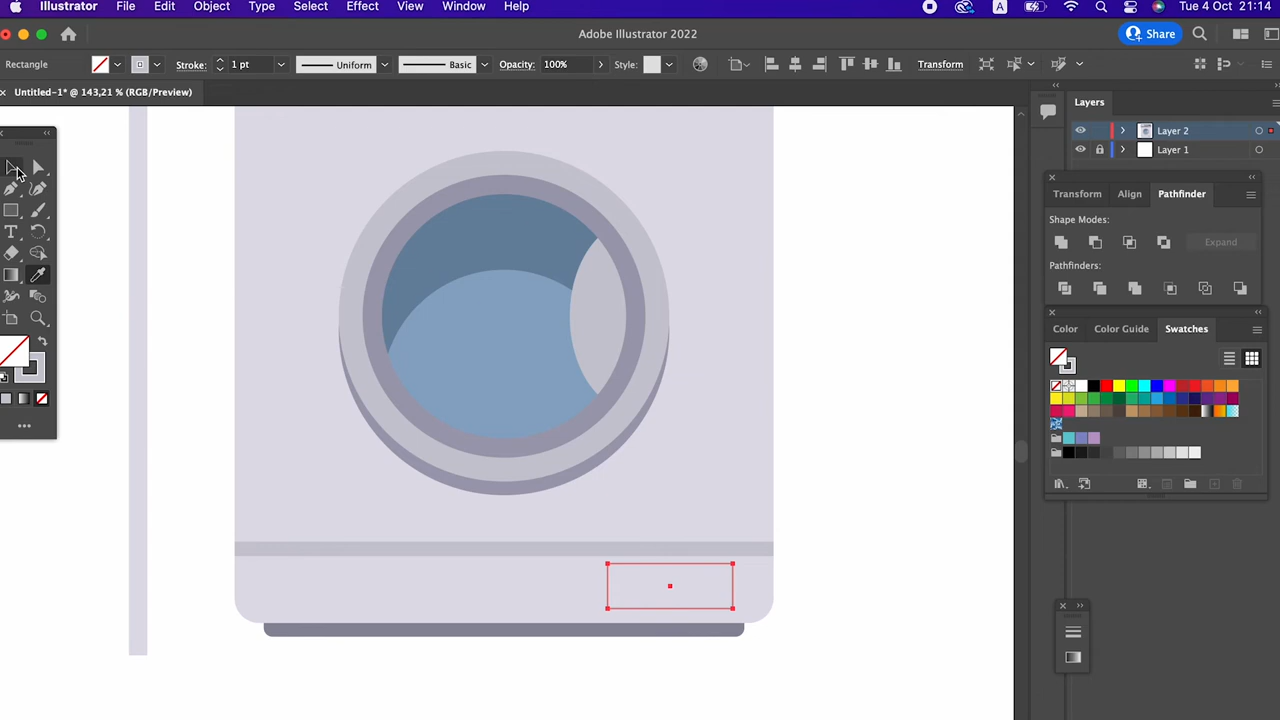 Illustrator File Edit Object Type Select Effect View Window Help A Tue 4 Oct 21:14
Adobe Illustrator 2022 Share
Rectangle Stroke: 1 pt Uniform Basic Opacity: 100% Style: Transform
Untitled-1* @ 143,21 % (RGB/Preview)
Layers
Layer 2
Layer 1
Transform Align Pathfinder
Shape Modes:
Expand
Pathfinders:
Color Color Guide Swatches